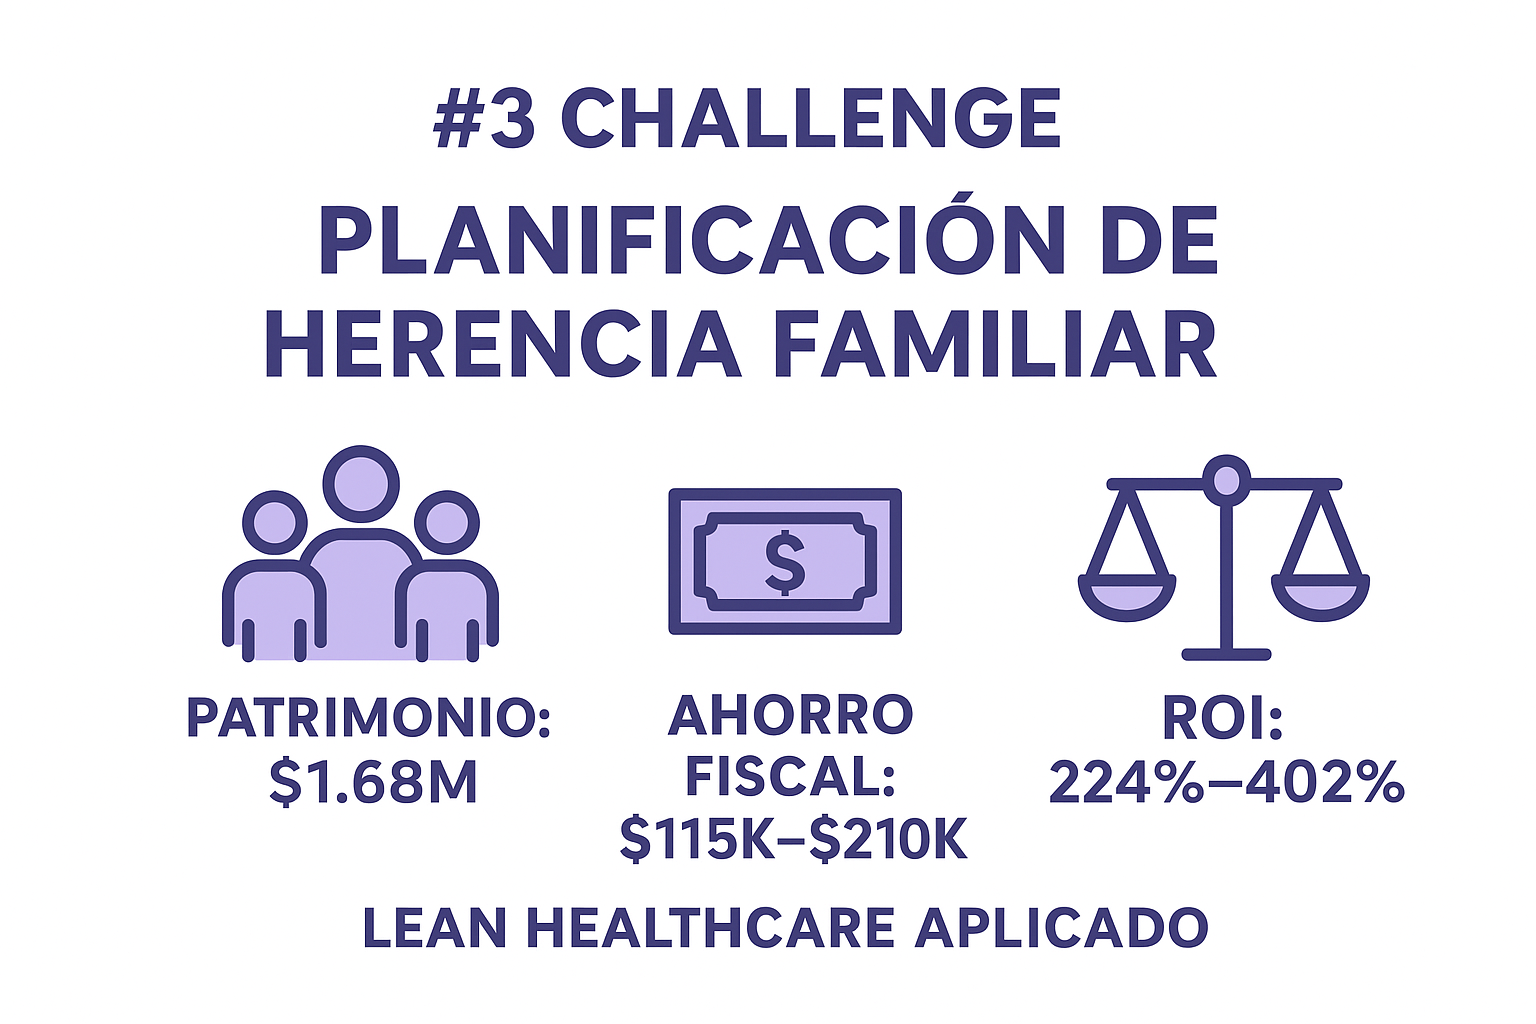 #3 CHALLENGE
PLANIFICACIÓN DE
HERENCIA FAMILIAR
$
PATRIMONIO:
$1.68M
AHORRO
FISCAL:
$115K–$210K
ROI:
224%–402%
LEAN HEALTHCARE APLICADO